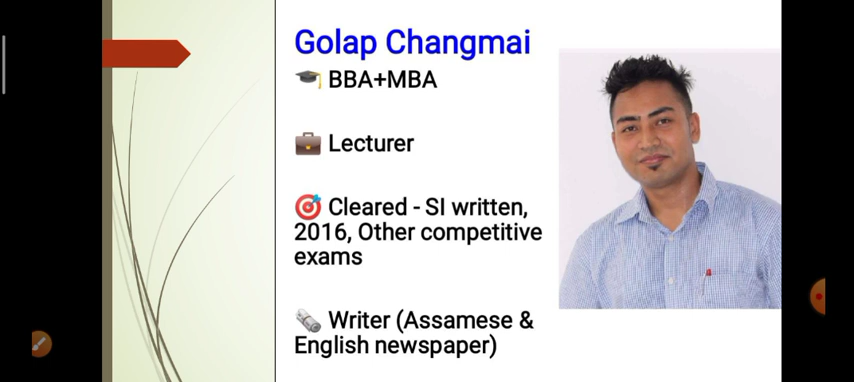 Golap Changmai
🎓 BBA+MBA
💼 Lecturer
🎯 Cleared - SI written,
2016, Other competitive
exams
🗞️ Writer (Assamese &
English newspaper)